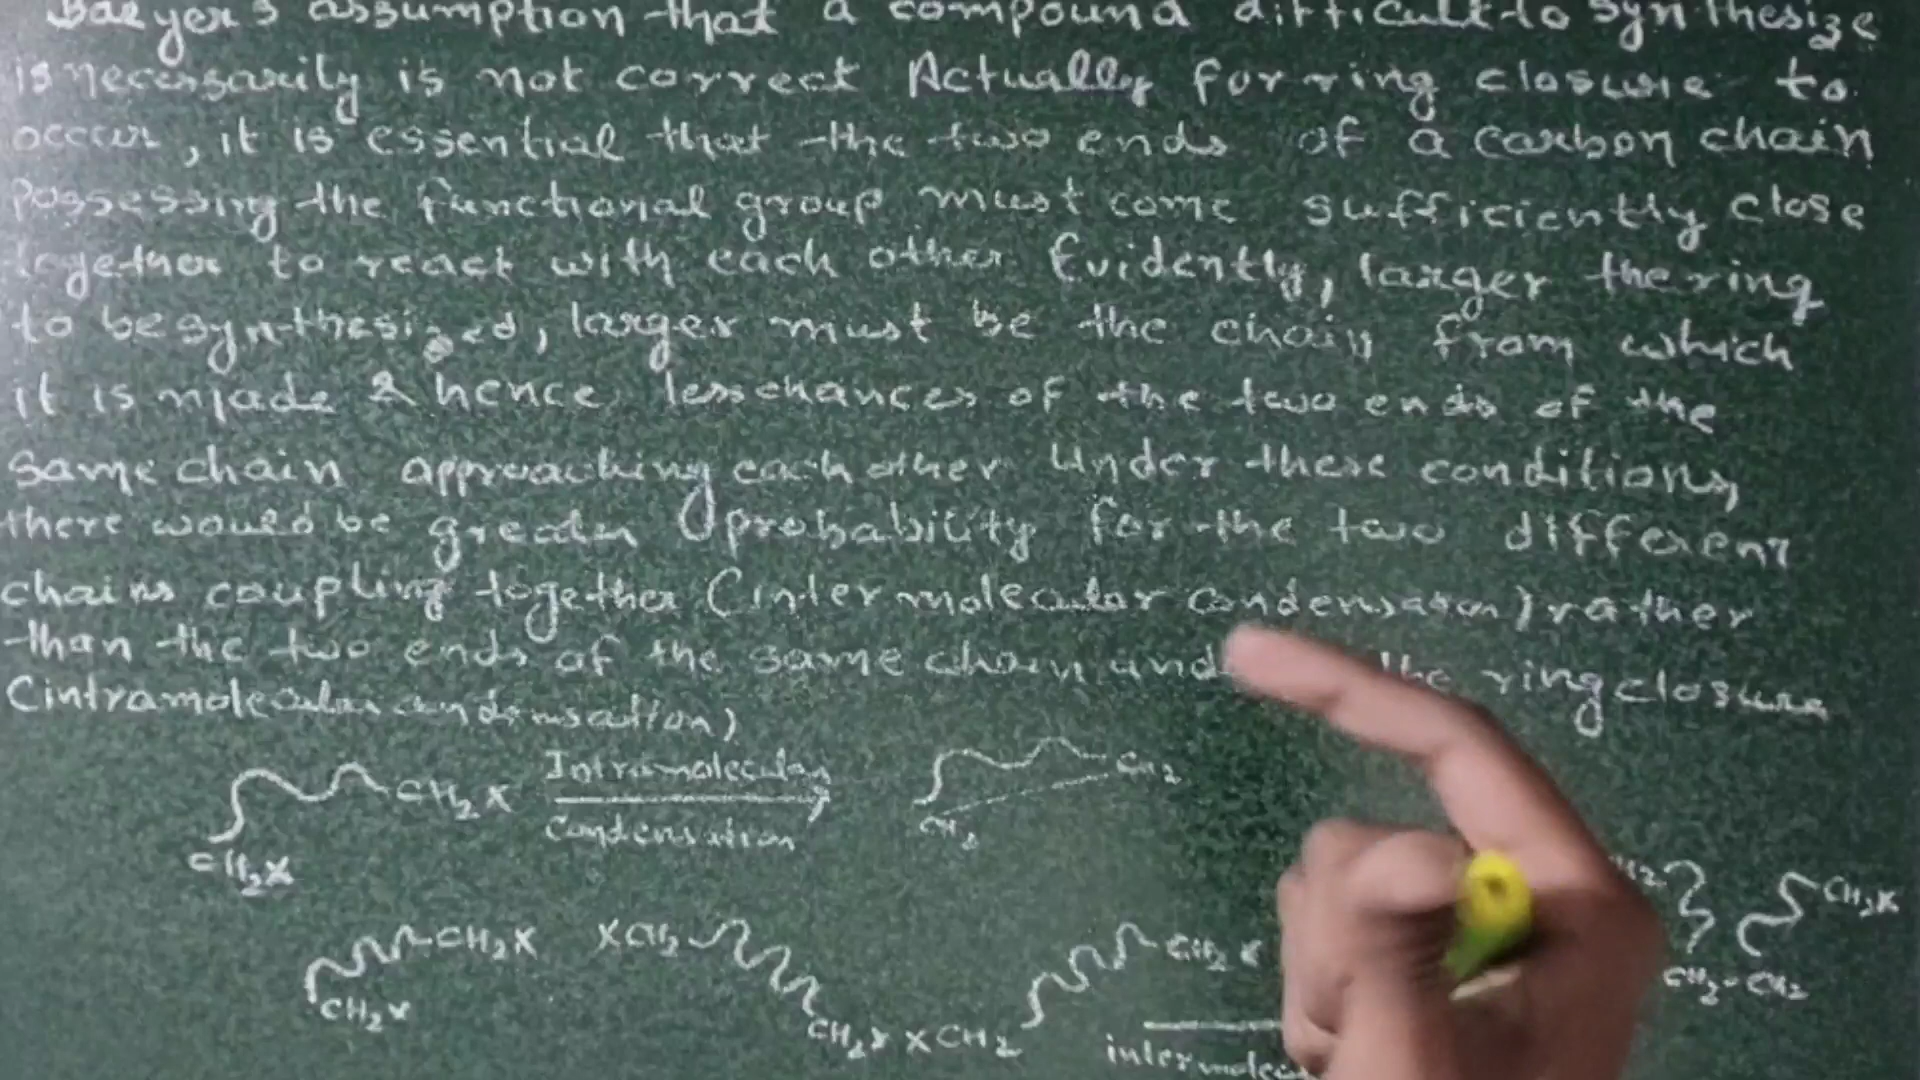 Baeyer's assumption that a compound difficult to synthesize
is necessarily is not correct Actually for ring closure to
occur, it is essential that the two ends of a carbon chain
possessing the functional group must come sufficiently close
together to react with each other Evidently, larger the ring
to be synthesized, larger must be the chain from which
it is made & hence less chances of the two ends of the
same chain approaching each other Under these conditions,
there would be greater probability for the two different
chains coupling together (inter molecular condensation) rather
than the two ends of the same chain and the ring closure
(intramolecular condensation)
CH2X Intramolecular CH2
CH2X Condensation CH2
CH2X XCH2 CH2X CH2X
CH2X CH2X XCH2 CH2-CH2